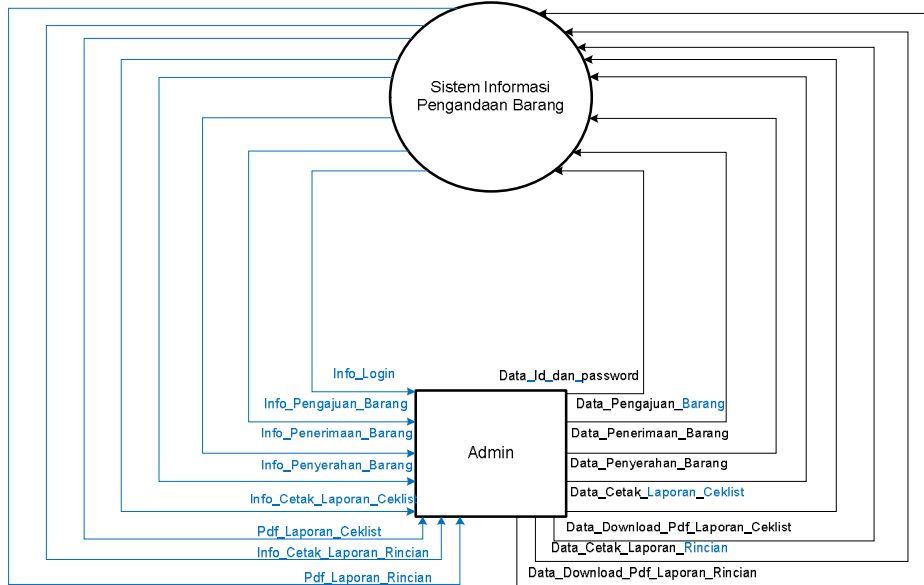 Sistem Informasi
Pengandaan Barang
Info_Login
Data_Id_dan_password
Info_Pengajuan_Barang
Data_Pengajuan_Barang
Info_Penerimaan_Barang
Data_Penerimaan_Barang
Admin
Info_Penyerahan_Barang
Data_Penyerahan_Barang
Info_Cetak_Laporan_Ceklist
Data_Cetak_Laporan_Ceklist
Pdf_Laporan_Ceklist
Data_Download_Pdf_Laporan_Ceklist
Info_Cetak_Laporan_Rincian
Data_Cetak_Laporan_Rincian
Pdf_Laporan_Rincian
Data_Download_Pdf_Laporan_Rincian